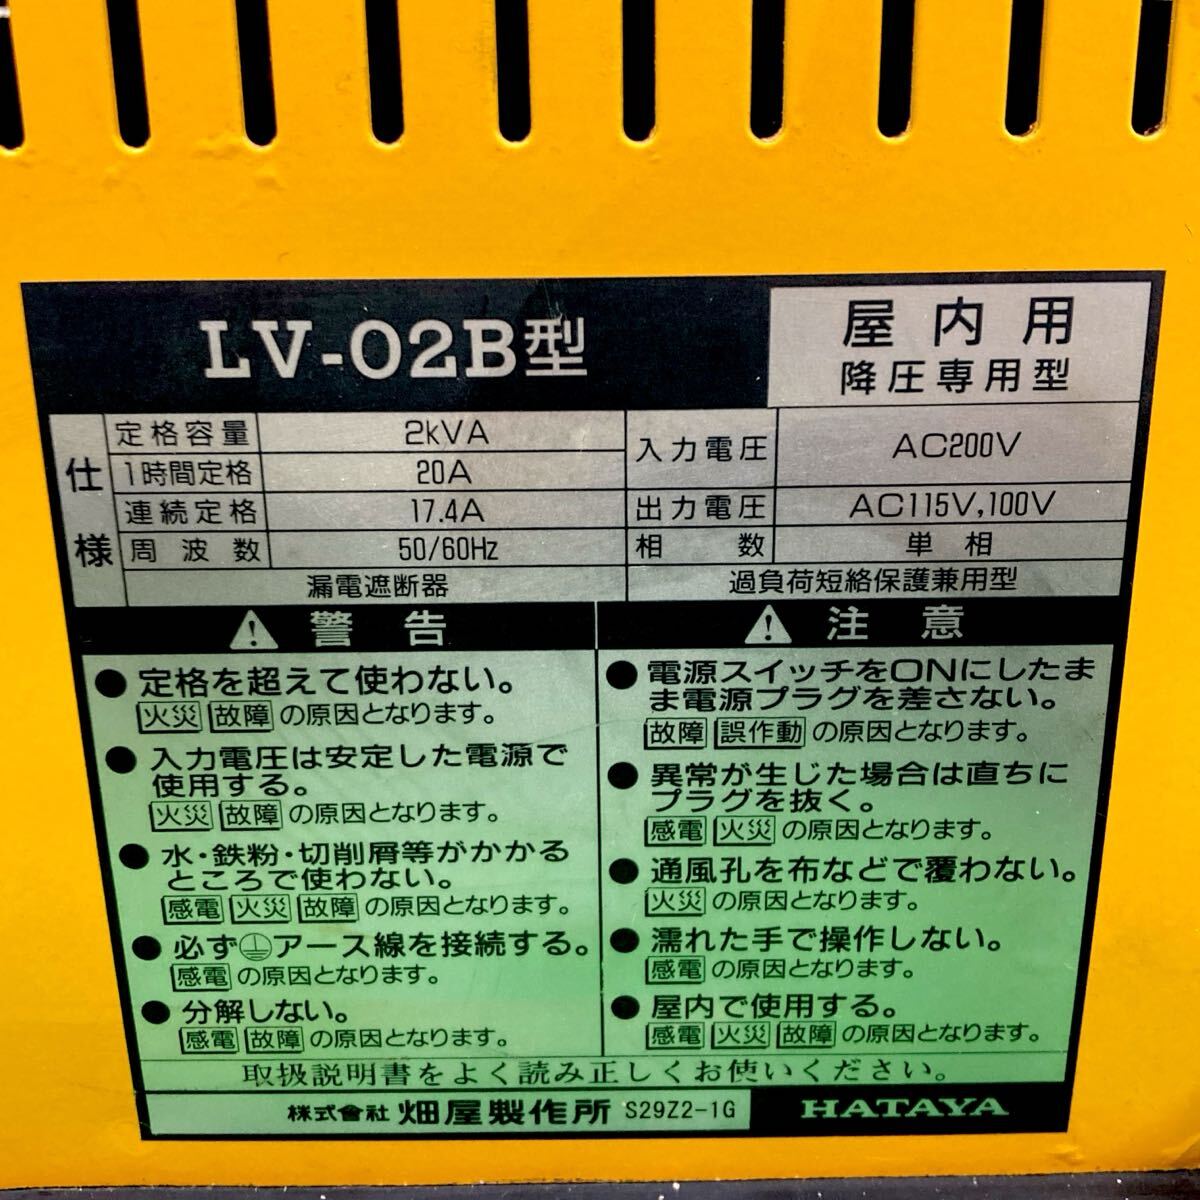 LV-02B型
屋内用
降圧専用型
仕様
定格容量 2kVA
1時間定格 20A
連続定格 17.4A
周波数 50/60Hz
入力電圧 AC200V
出力電圧 AC115V,100V
相数 単相
漏電遮断器 過負荷短絡保護兼用型
警告
●定格を超えて使わない。
火災 故障 の原因となります。
●入力電圧は安定した電源で
使用する。
火災 故障 の原因となります。
●水・鉄粉・切削屑等がかかる
ところで使わない。
感電 火災 故障 の原因となります。
●必ず⏚アース線を接続する。
感電 の原因となります。
●分解しない。
感電 故障 の原因となります。
注意
●電源スイッチをONにしたま
ま電源プラグを差さない。
故障 誤作動 の原因となります。
●異常が生じた場合は直ちに
プラグを抜く。
感電 火災 の原因となります。
●通風孔を布などで覆わない。
火災 の原因となります。
●濡れた手で操作しない。
感電 の原因となります。
●屋内で使用する。
感電 火災 故障 の原因となります。
取扱説明書をよく読み正しくお使いください。
株式会社 畑屋製作所 S29Z2-1G
HATAYA